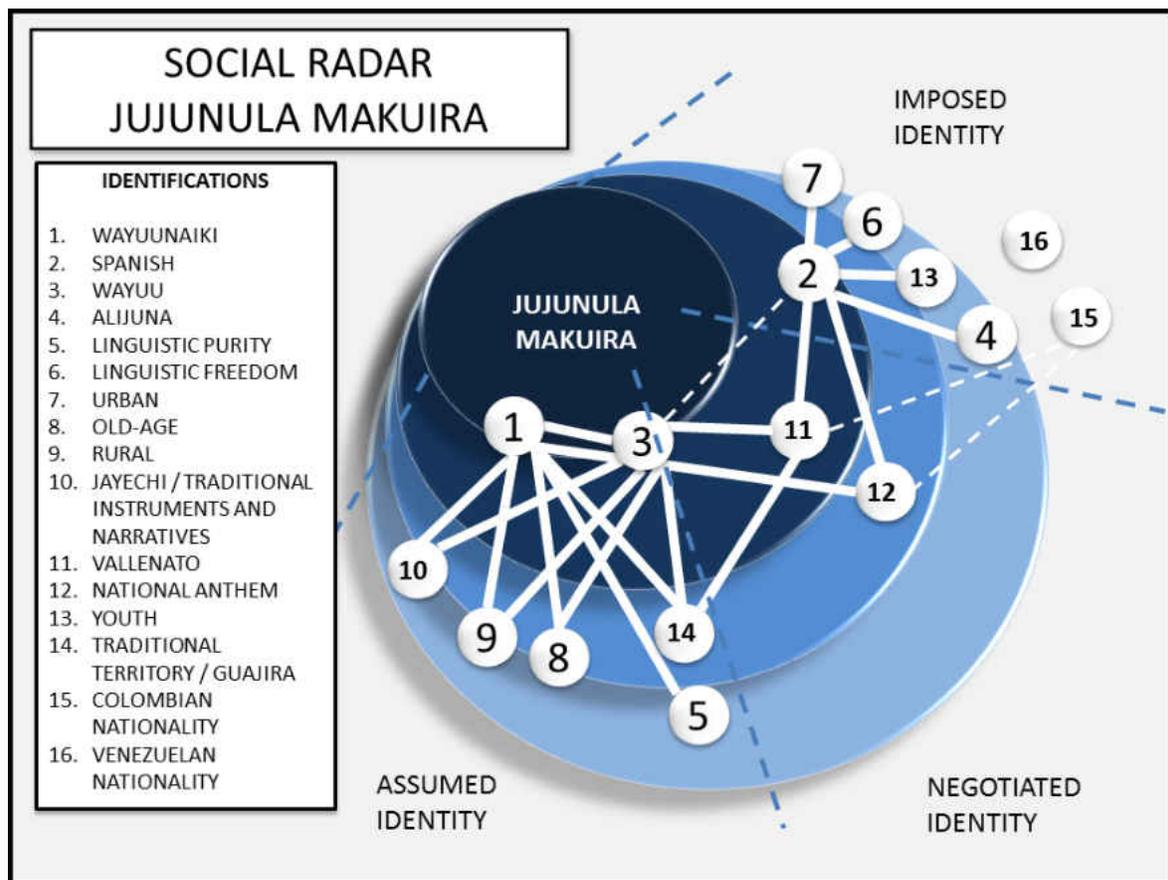 SOCIAL RADAR
JUJUNULA MAKUIRA
IDENTIFICATIONS
1. WAYUUNAIKI
2. SPANISH
3. WAYUU
4. ALIJUNA
5. LINGUISTIC PURITY
6. LINGUISTIC FREEDOM
7. URBAN
8. OLD-AGE
9. RURAL
10. JAYECHI / TRADITIONAL
INSTRUMENTS AND
NARRATIVES
11. VALLENATO
12. NATIONAL ANTHEM
13. YOUTH
14. TRADITIONAL
TERRITORY / GUAJIRA
15. COLOMBIAN
NATIONALITY
16. VENEZUELAN
NATIONALITY
IMPOSED
IDENTITY
7
6
16
2
13
15
4
JUJUNULA
MAKUIRA
1
3
11
12
10
9
8
14
5
ASSUMED
IDENTITY
NEGOTIATED
IDENTITY